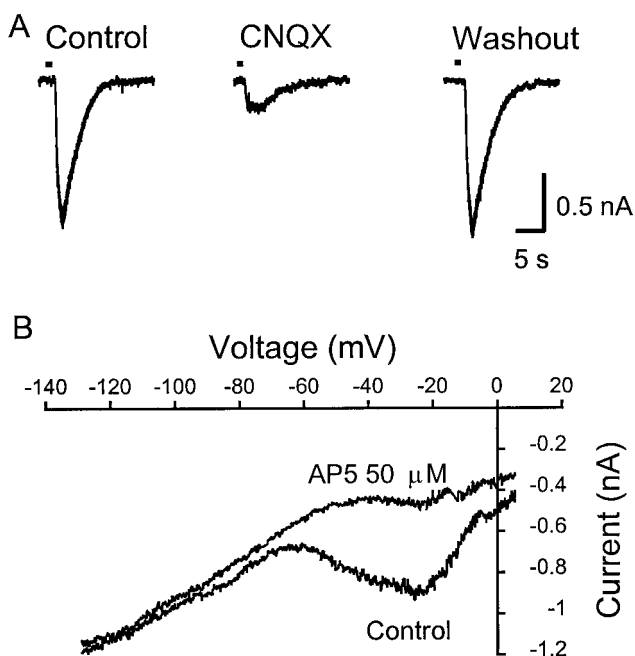 A
Control CNQX Washout
0.5 nA
5 s
B
Voltage (mV)
-140 -120 -100 -80 -60 -40 -20 0 20
-0.2
AP5 50 μM
-0.4
-0.6
-0.8
-1
-1.2
Control
Current (nA)